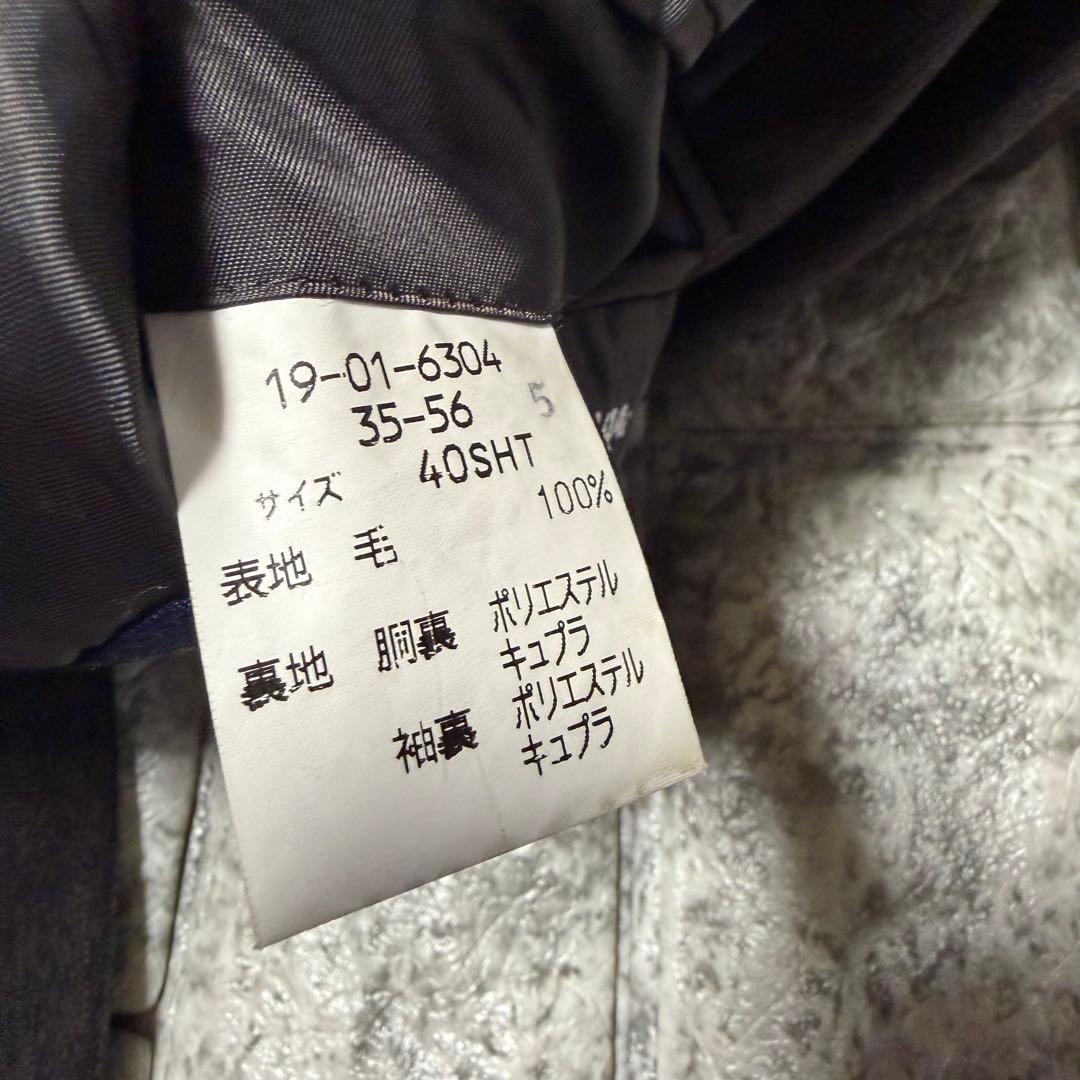 19-01-6304
35-56 5
サイズ 40SHT
表地 毛 100%
裏地 胴裏 ポリエステル
キュプラ
袖裏 ポリエステル
キュプラ